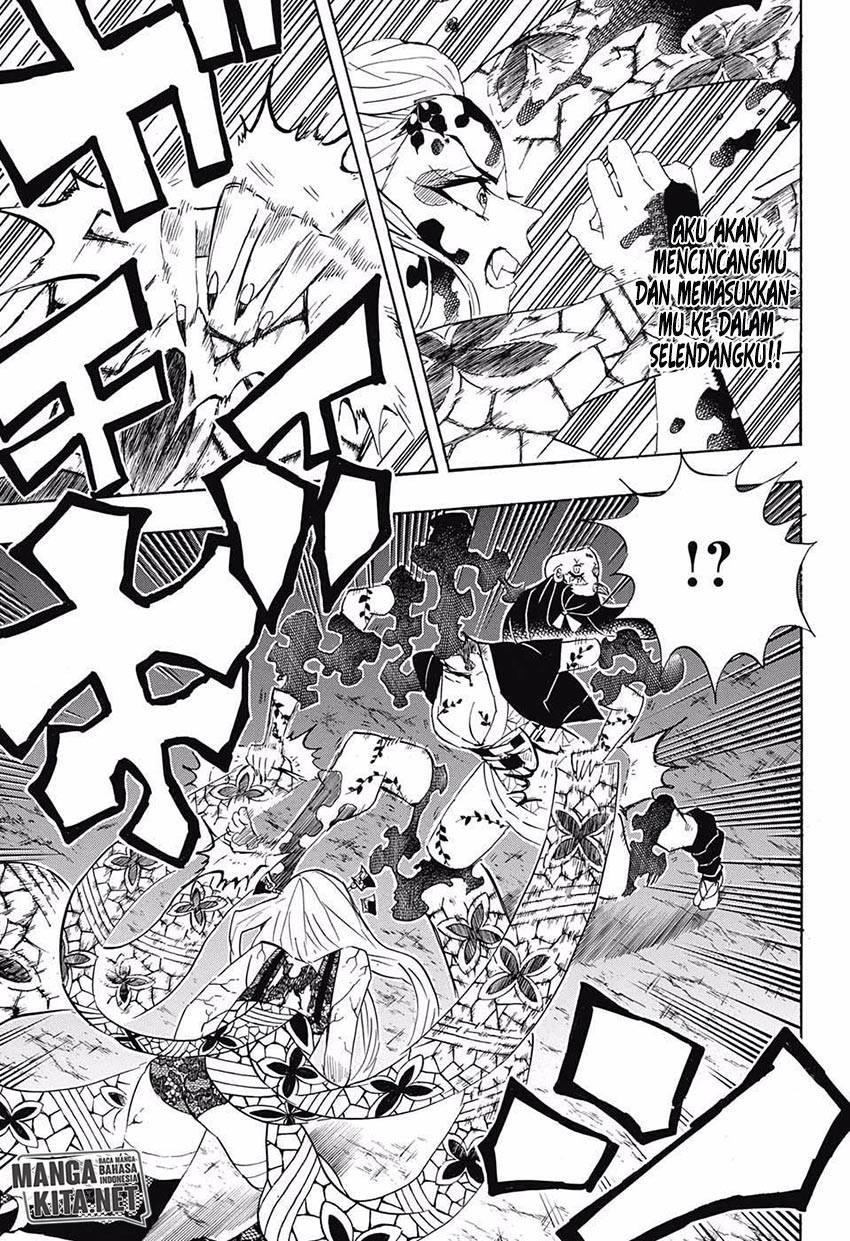 AKU AKAN
MENCINCANGMU
DAN MEMASUKKAN-
MU KE DALAM
SELENDANGKU!!
!?
MANGA
KITA.NET
BACA MANGA
BAHASA
INDONESIA